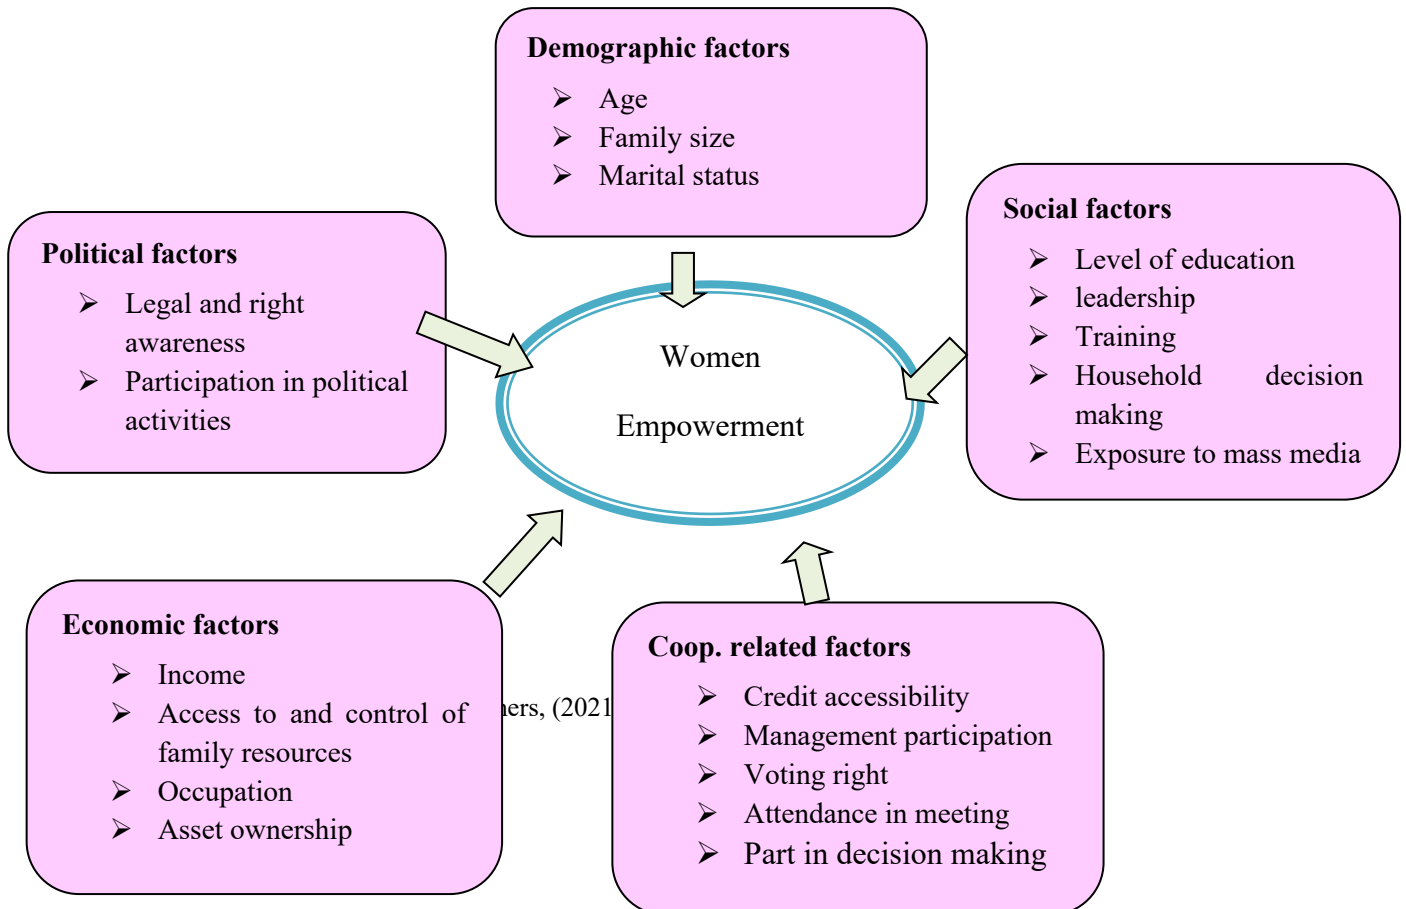 Demographic factors
➢ Age
➢ Family size
➢ Marital status
Political factors
➢ Legal and right
awareness
➢ Participation in political
activities
Social factors
➢ Level of education
➢ leadership
➢ Training
➢ Household decision
making
➢ Exposure to mass media
Women
Empowerment
Economic factors
➢ Income
➢ Access to and control of
family resources
➢ Occupation
➢ Asset ownership
(2021
Coop. related factors
➢ Credit accessibility
➢ Management participation
➢ Voting right
➢ Attendance in meeting
➢ Part in decision making